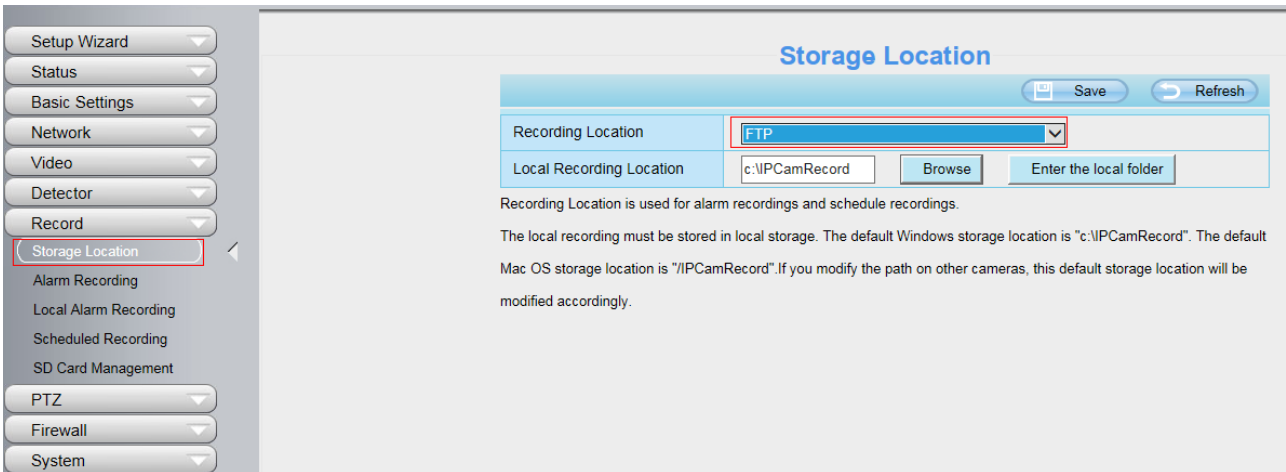 Setup Wizard
Status
Basic Settings
Network
Video
Detector
Record
Storage Location
Alarm Recording
Local Alarm Recording
Scheduled Recording
SD Card Management
PTZ
Firewall
System
Storage Location
Save Refresh
Recording Location FTP
Local Recording Location c:\IPCamRecord Browse Enter the local folder
Recording Location is used for alarm recordings and schedule recordings.
The local recording must be stored in local storage. The default Windows storage location is "c:\IPCamRecord". The default
Mac OS storage location is "/IPCamRecord".If you modify the path on other cameras, this default storage location will be
modified accordingly.